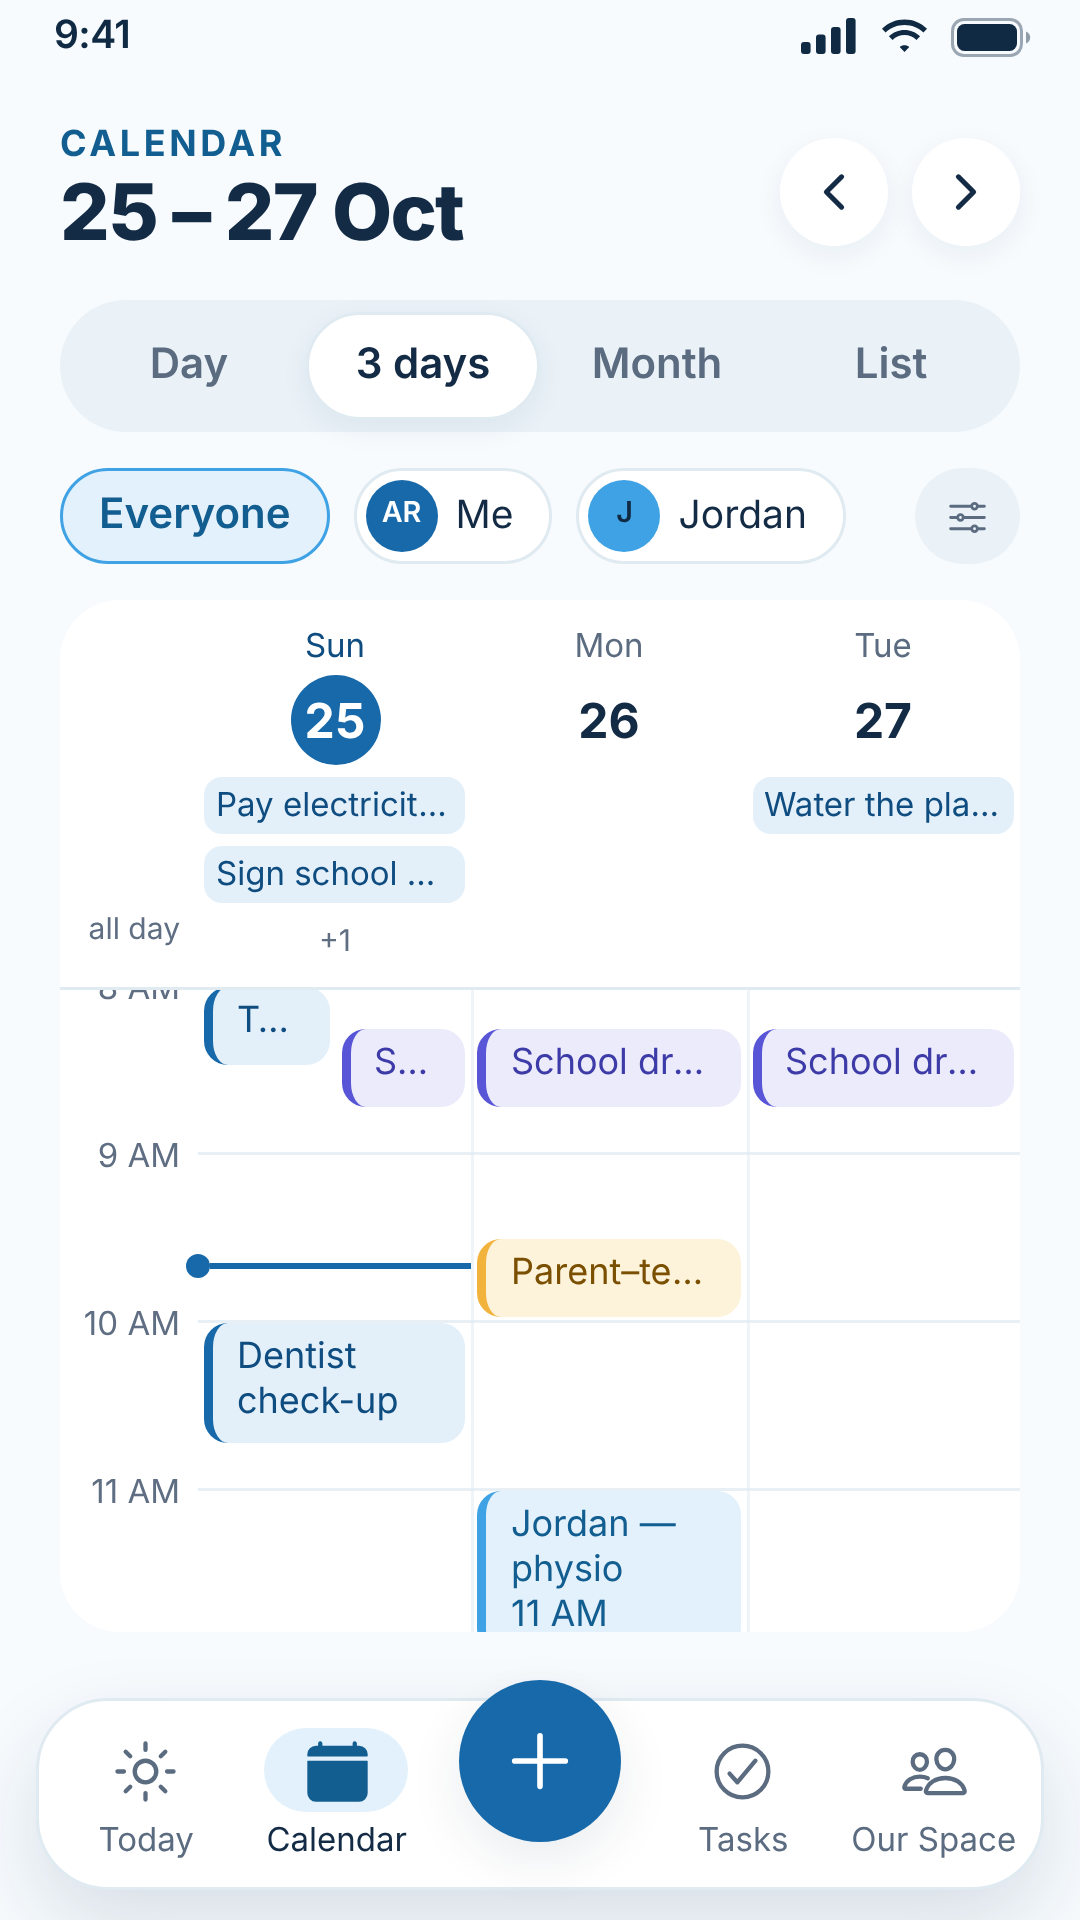 9:41
CALENDAR
25 – 27 Oct
Day 3 days Month List
Everyone AR Me J Jordan
Sun Mon Tue
25 26 27
Pay electricit... Water the pla...
Sign school ...
all day +1
8 AM T...
S... School dr... School dr...
9 AM
Parent–te...
10 AM
Dentist
check-up
11 AM
Jordan —
physio
11 AM
Today Calendar Tasks Our Space